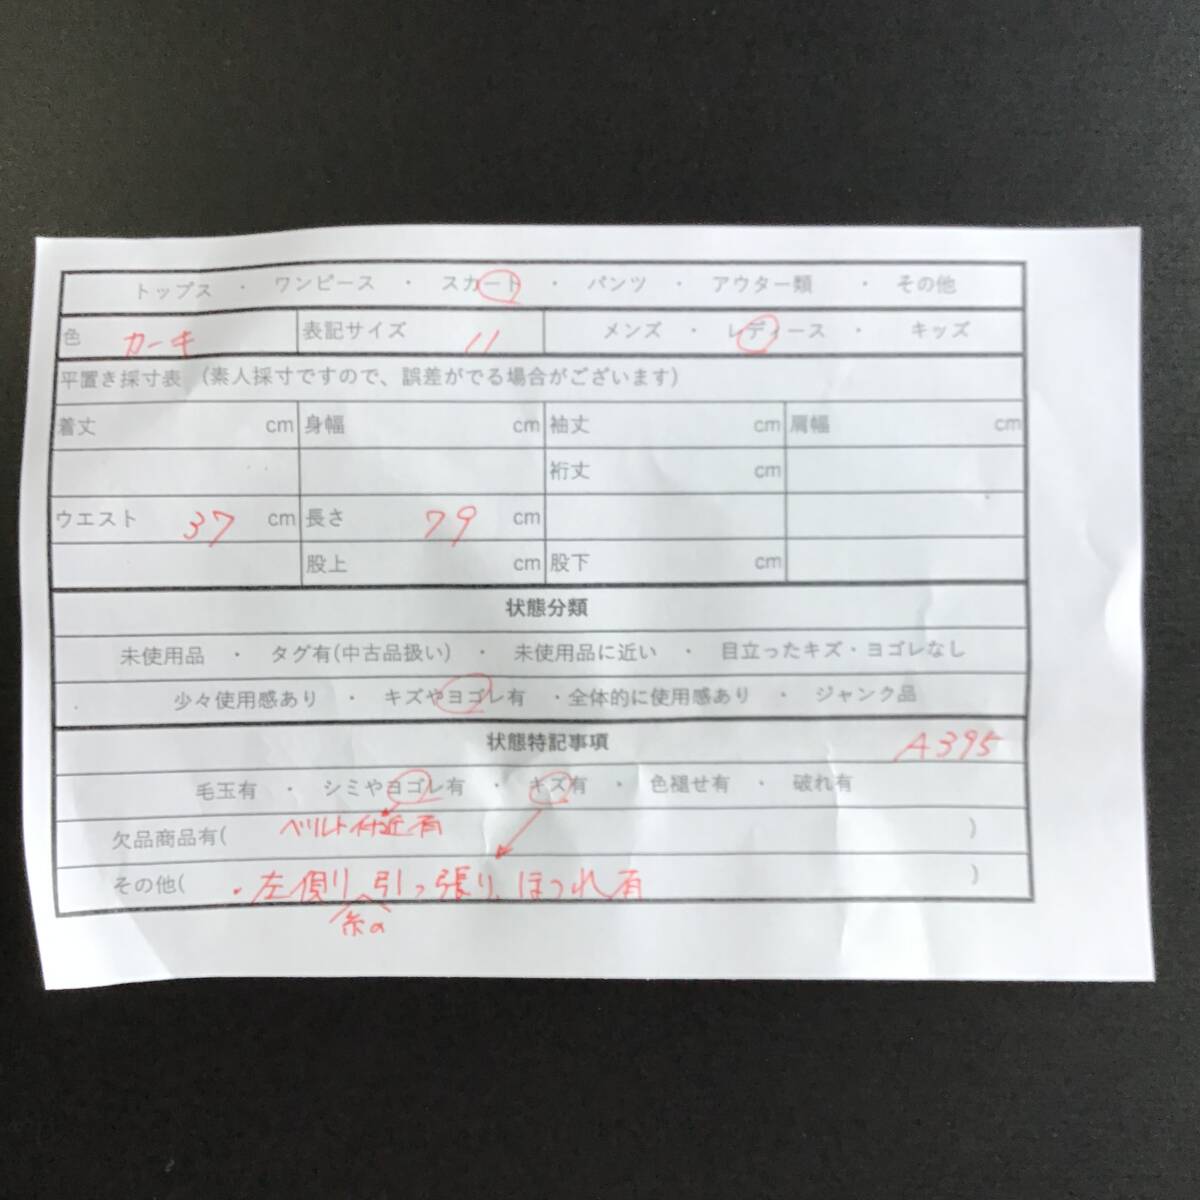 トップス ・ ワンピース ・ スカート ・ パンツ ・ アウター類 ・ その他
色 カーキ 表記サイズ 11 メンズ ・ レディース ・ キッズ
平置き採寸表 (素人採寸ですので、誤差がでる場合がございます)
着丈 cm 身幅 cm 袖丈 cm 肩幅 cm
裄丈 cm
ウエスト 37 cm 長さ 79 cm
股上 cm 股下 cm
状態分類
未使用品 ・ タグ有(中古品扱い) ・ 未使用品に近い ・ 目立ったキズ・ヨゴレなし
少々使用感あり ・ キズやヨゴレ有 ・全体的に使用感あり ・ ジャンク品
状態特記事項 A395
毛玉有 ・ シミやヨゴレ有 ・ キズ有 ・ 色褪せ有 ・ 破れ有
欠品商品有( ベルト付近有 )
その他( ・左側り 引っ張り、ほつれ有 )
糸の